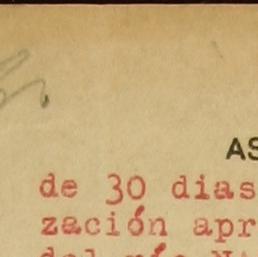 AS
de 30 dias
zación apr